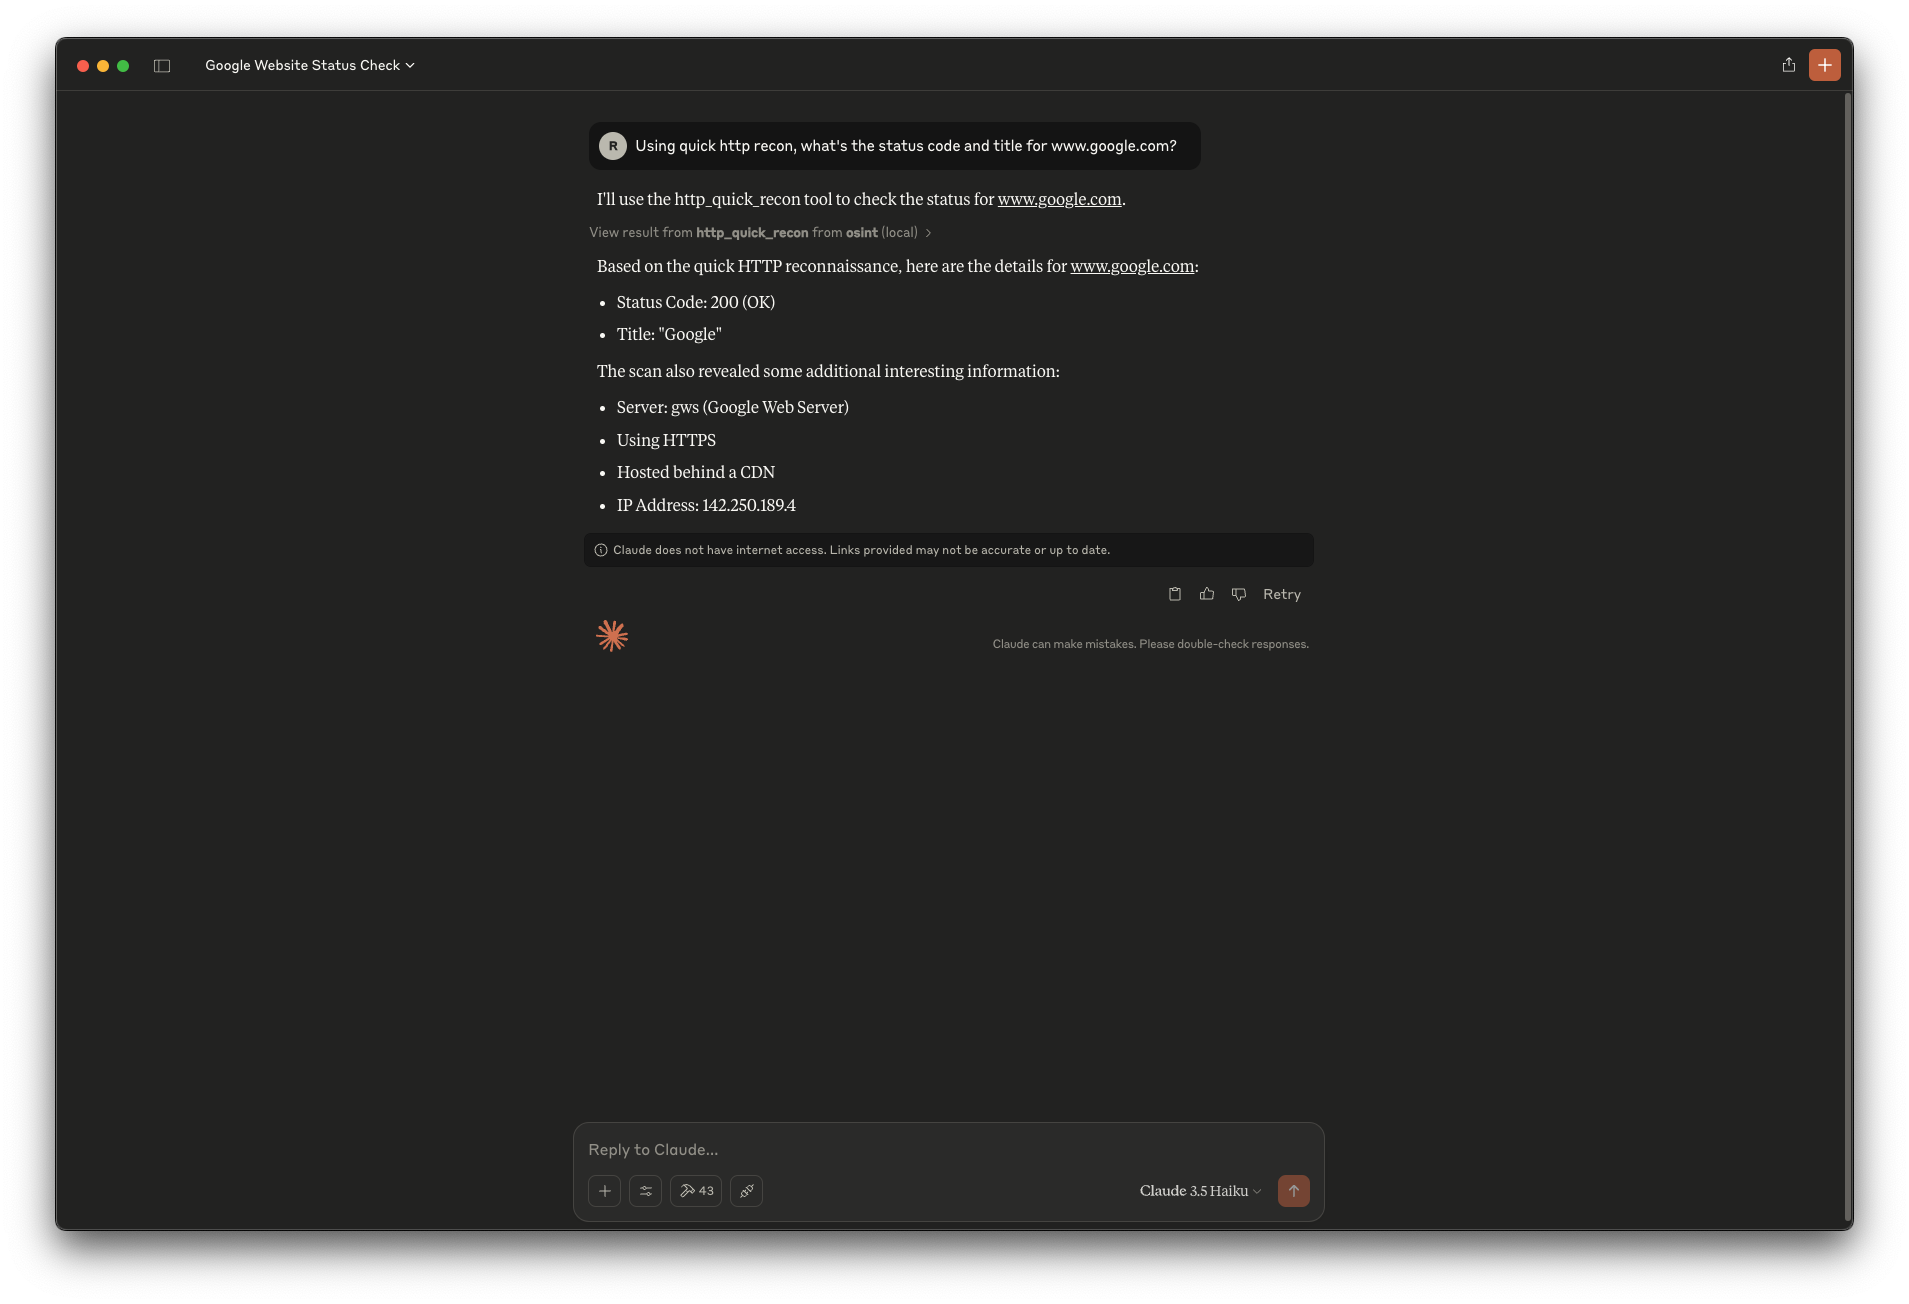 Google Website Status Check
R
Using quick http recon, what's the status code and title for www.google.com?
I'll use the http_quick_recon tool to check the status for www.google.com.
View result from http_quick_recon from osint (local)
Based on the quick HTTP reconnaissance, here are the details for www.google.com:
• Status Code: 200 (OK)
• Title: "Google"
The scan also revealed some additional interesting information:
• Server: gws (Google Web Server)
• Using HTTPS
• Hosted behind a CDN
• IP Address: 142.250.189.4
Claude does not have internet access. Links provided may not be accurate or up to date.
Retry
Claude can make mistakes. Please double-check responses.
Reply to Claude...
43
Claude 3.5 Haiku